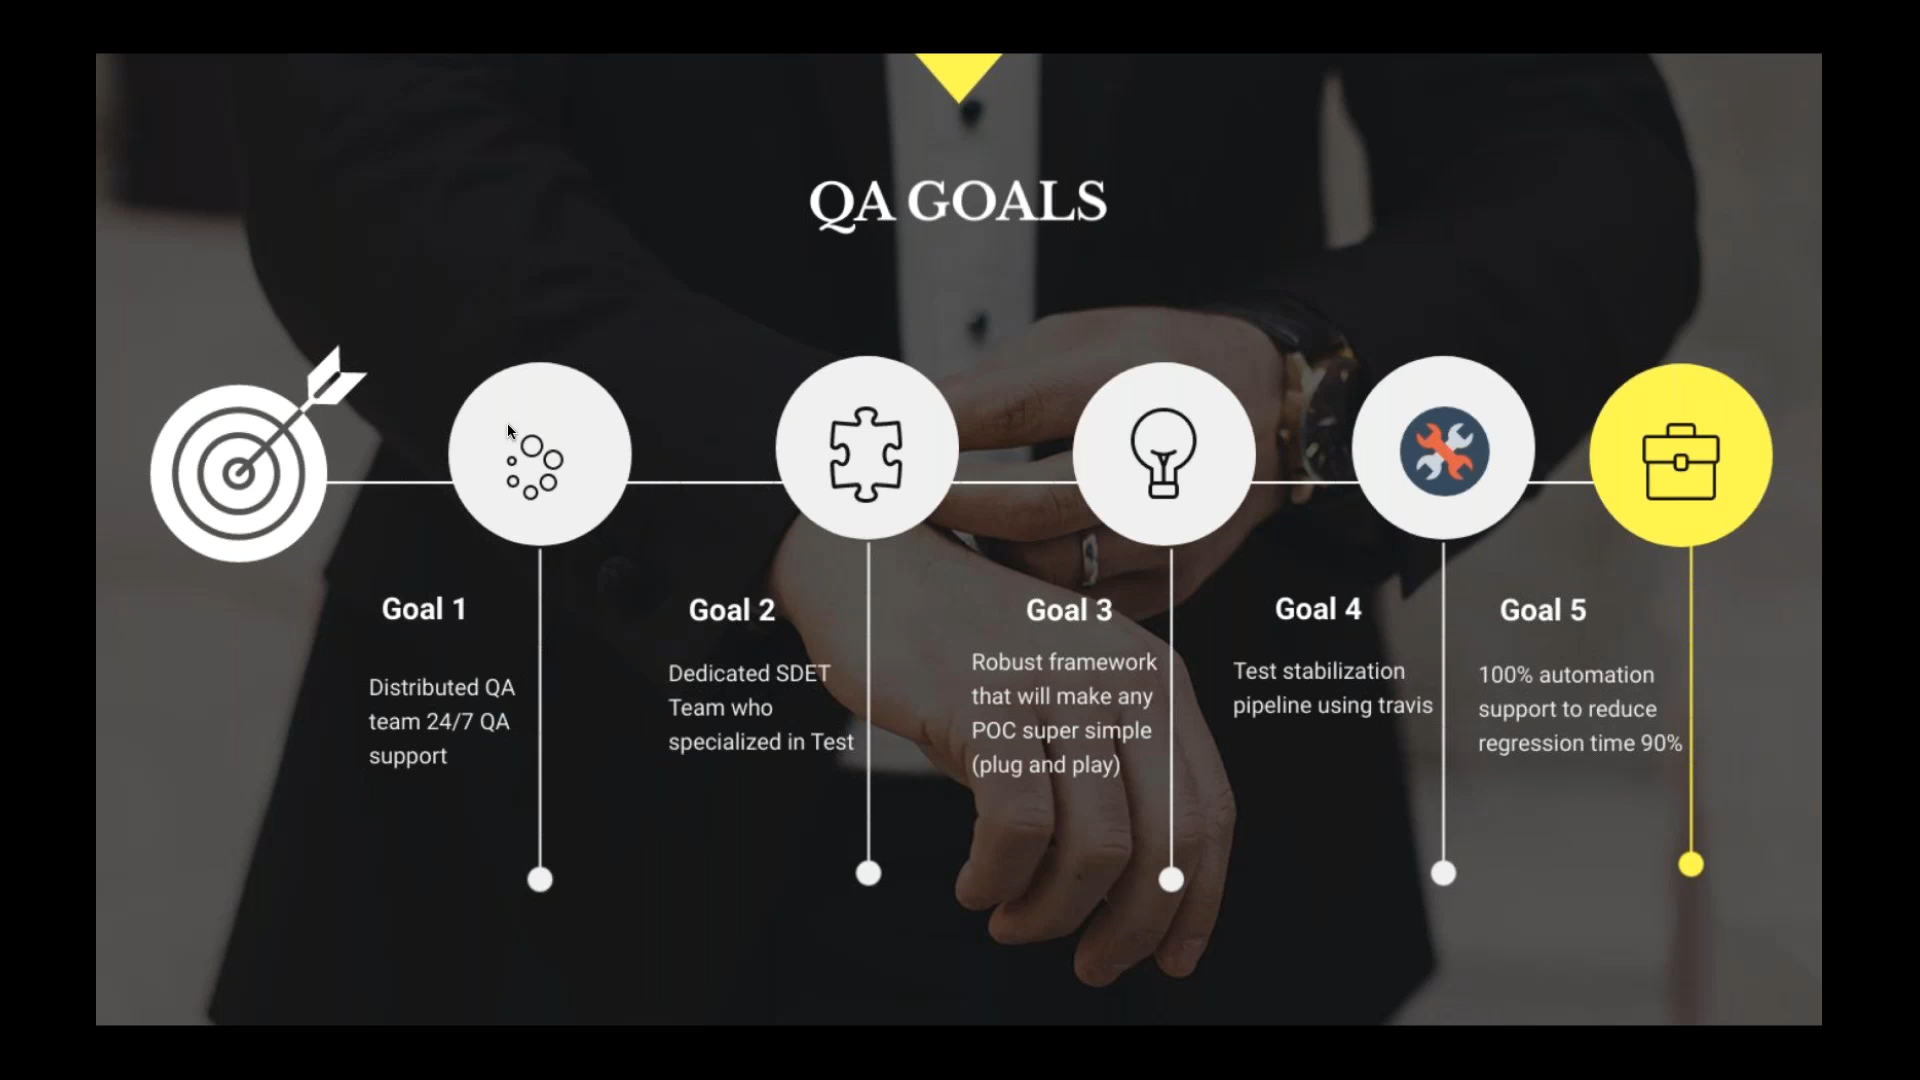 QA GOALS
Goal 1
Distributed QA
team 24/7 QA
support
Goal 2
Dedicated SDET
Team who
specialized in Test
Goal 3
Robust framework
that will make any
POC super simple
(plug and play)
Goal 4
Test stabilization
pipeline using travis
Goal 5
100% automation
support to reduce
regression time 90%